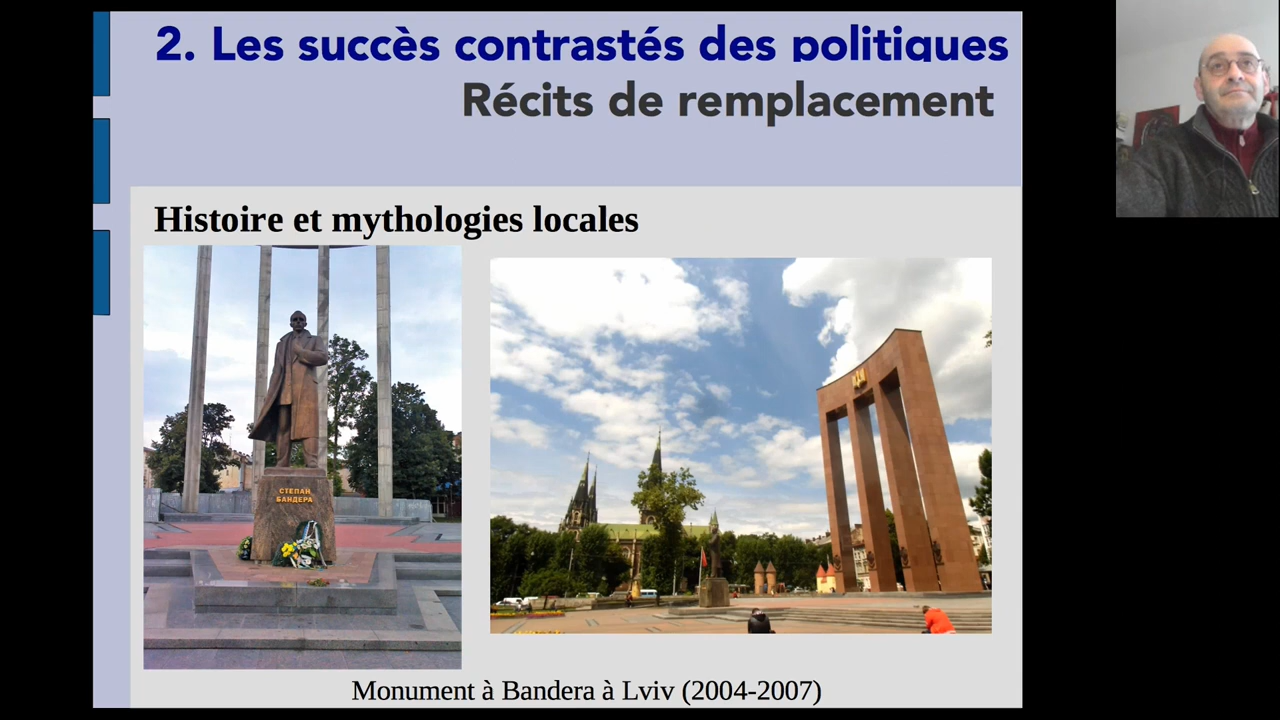 2. Les succès contrastés des politiques
Récits de remplacement
Histoire et mythologies locales
СТЕПАН
БАНДЕРА
Monument à Bandera à Lviv (2004-2007)